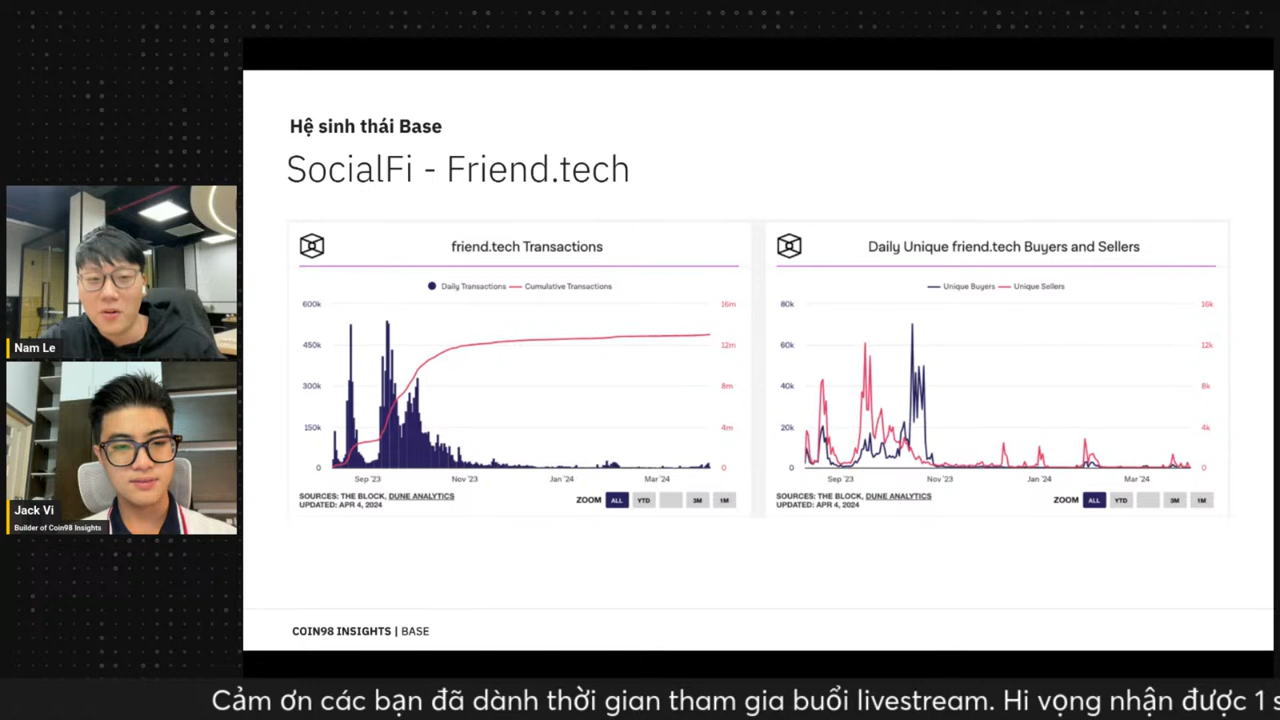 Hệ sinh thái Base
SocialFi - Friend.tech
friend.tech Transactions
Daily Transactions
Cumulative Transactions
600k
450k
300k
150k
0
16m
12m
8m
4m
0
Sep '23
Nov '23
Jan '24
Mar '24
SOURCES: THE BLOCK, DUNE ANALYTICS
UPDATED: APR 4, 2024
ZOOM ALL YTD 3M 1M
Daily Unique friend.tech Buyers and Sellers
Unique Buyers
Unique Sellers
80k
60k
40k
20k
0
16k
12k
8k
4k
0
Sep '23
Nov '23
Jan '24
Mar '24
SOURCES: THE BLOCK, DUNE ANALYTICS
UPDATED: APR 4, 2024
ZOOM ALL YTD 3M 1M
Nam Le
Jack Vi
Builder of Coin98 Insights
COIN98 INSIGHTS | BASE
Cảm ơn các bạn đã dành thời gian tham gia buổi livestream. Hi vọng nhận được 1